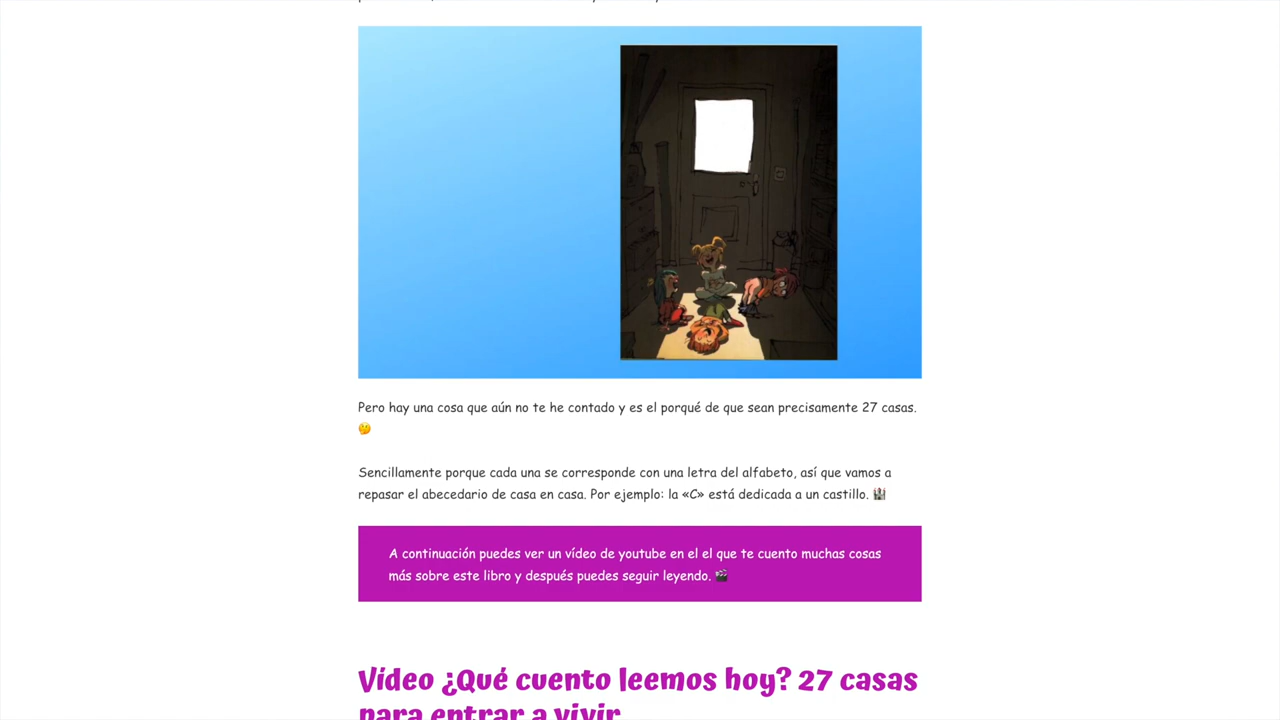 Pero hay una cosa que aún no te he contado y es el porqué de que sean precisamente 27 casas.
🤔
Sencillamente porque cada una se corresponde con una letra del alfabeto, así que vamos a
repasar el abecedario de casa en casa. Por ejemplo: la «C» está dedicada a un castillo. 🏰
A continuación puedes ver un vídeo de youtube en el el que te cuento muchas cosas
más sobre este libro y después puedes seguir leyendo. 🎬
Vídeo ¿Qué cuento leemos hoy? 27 casas
para entrar a vivir